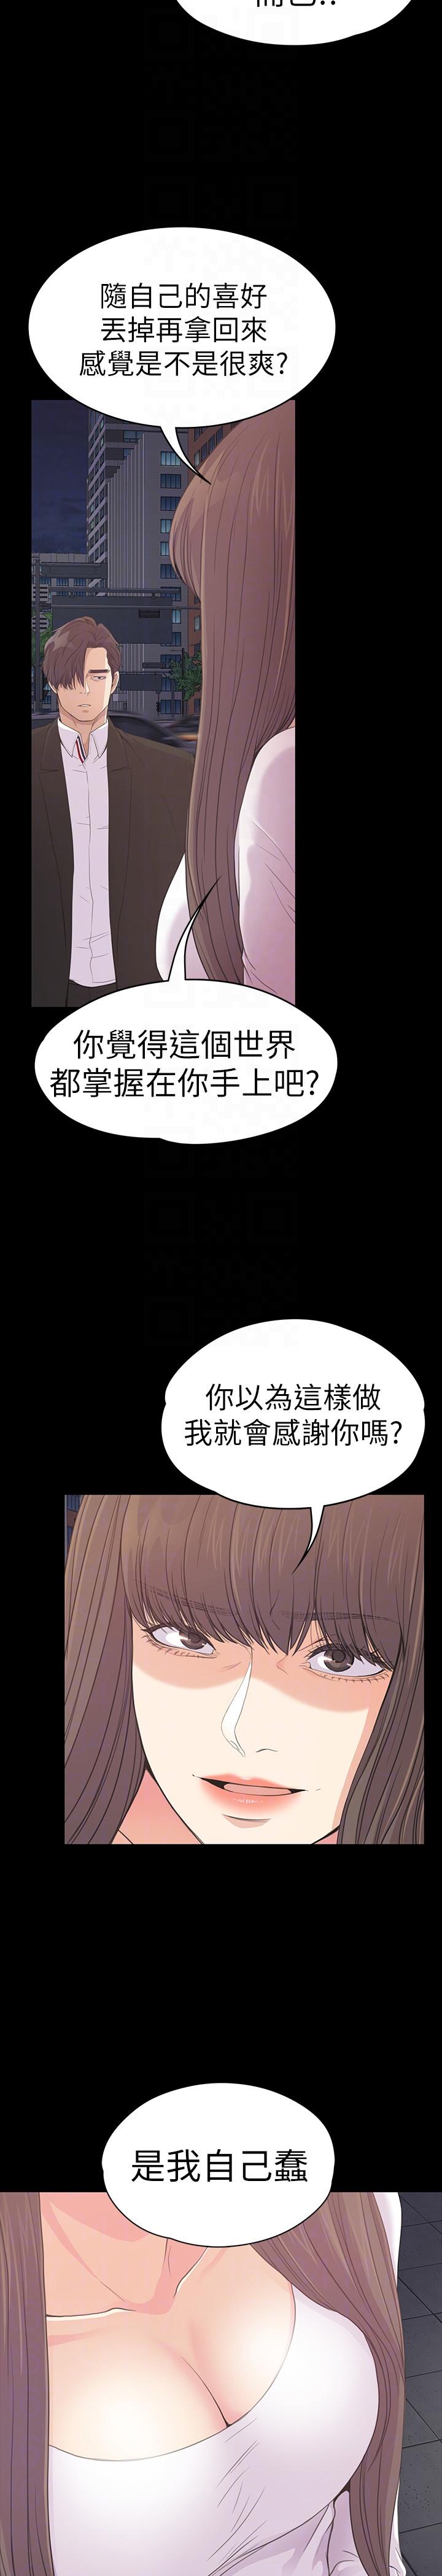 而已!!
隨自己的喜好
丟掉再拿回來
感覺是不是很爽?
你覺得這個世界
都掌握在你手上吧?
你以為這樣做
我就會感謝你嗎?
是我自己蠢